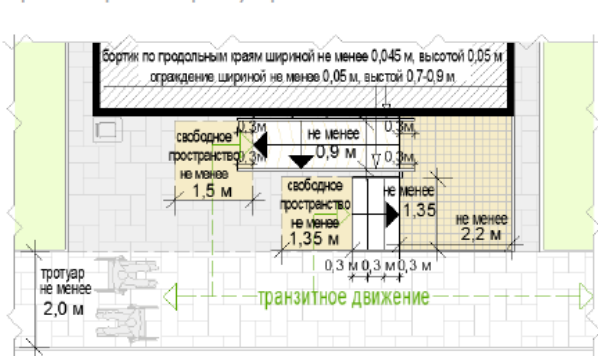 бортик по продольным краям шириной не менее 0,045 м, высотой 0,05 м
ограждение шириной не менее 0,05 м, выстой 0,7-0,9 м
0,3м
0,3м
свободное
пространство
не менее
1,5 м
0,3м
не менее
0,9 м
0,3м
свободное
пространство
не менее
1,35 м
не менее
1,35
не менее
2,2 м
0,3 м 0,3 м 0,3 м
тротуар
не менее
2,0 м
транзитное движение